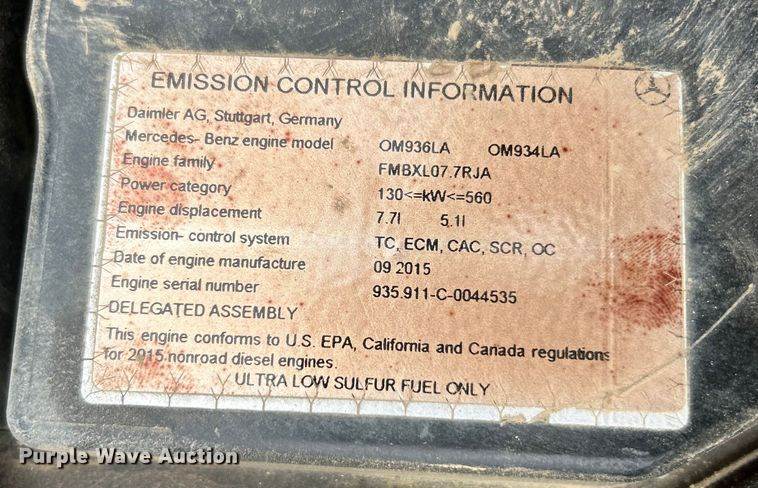 EMISSION CONTROL INFORMATION
Daimler AG, Stuttgart, Germany
Mercedes- Benz engine model OM936LA OM934LA
Engine family FMBXL07.7RJA
Power category 130<=kW<=560
Engine displacement 7.7l 5.1l
Emission- control system TC, ECM, CAC, SCR, OC
Date of engine manufacture 09 2015
Engine serial number 935.911-C-0044535
DELEGATED ASSEMBLY
This engine conforms to U.S. EPA, California and Canada regulations
for 2015 nonroad diesel engines.
ULTRA LOW SULFUR FUEL ONLY
Purple Wave Auction